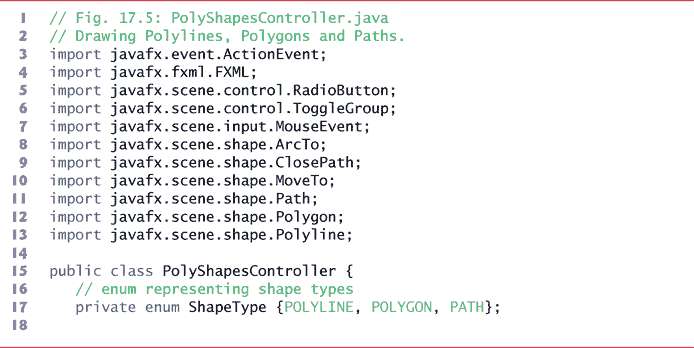 1 // Fig. 17.5: PolyShapesController.java
2 // Drawing Polylines, Polygons and Paths.
3 import javafx.event.ActionEvent;
4 import javafx.fxml.FXML;
5 import javafx.scene.control.RadioButton;
6 import javafx.scene.control.ToggleGroup;
7 import javafx.scene.input.MouseEvent;
8 import javafx.scene.shape.ArcTo;
9 import javafx.scene.shape.ClosePath;
10 import javafx.scene.shape.MoveTo;
11 import javafx.scene.shape.Path;
12 import javafx.scene.shape.Polygon;
13 import javafx.scene.shape.Polyline;
14
15 public class PolyShapesController {
16 // enum representing shape types
17 private enum ShapeType {POLYLINE, POLYGON, PATH};
18